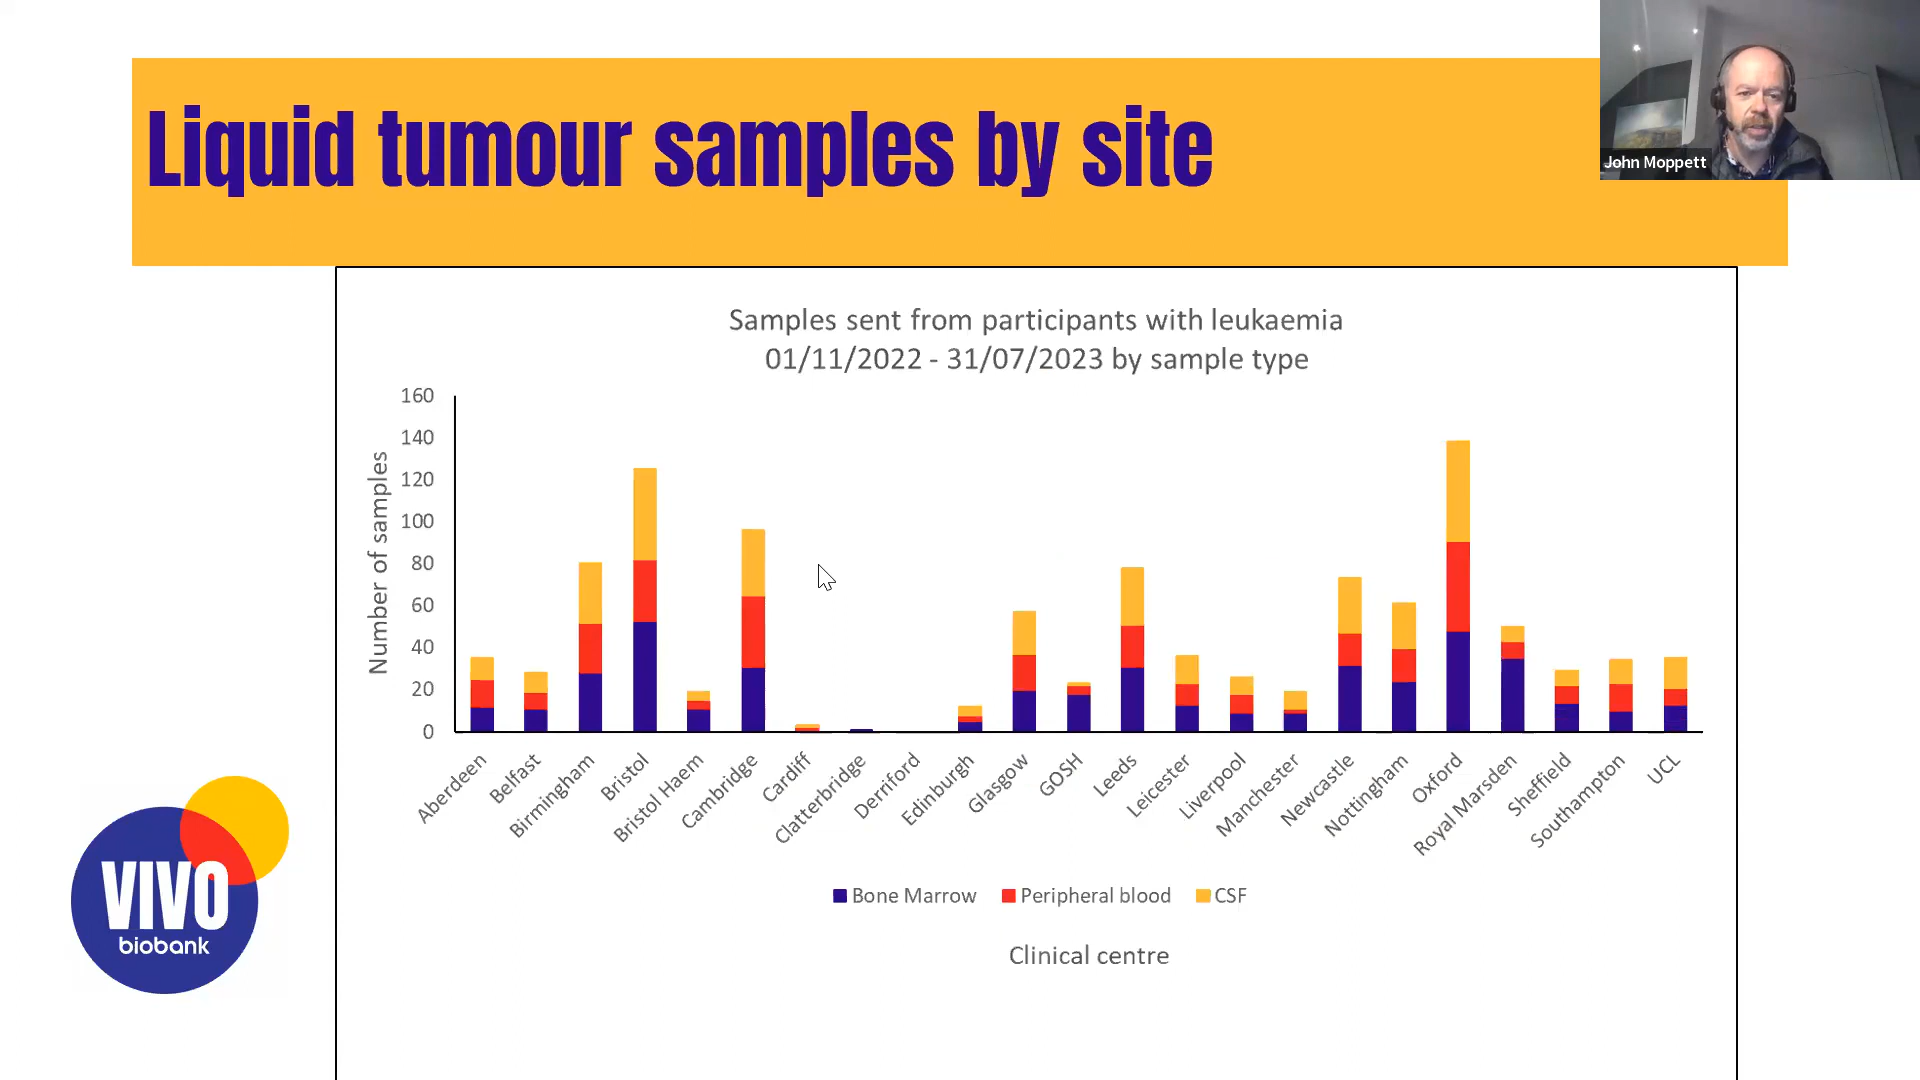 Liquid tumour samples by site
John Moppett
Samples sent from participants with leukaemia
01/11/2022 - 31/07/2023 by sample type
Number of samples
160
140
120
100
80
60
40
20
0
Aberdeen
Belfast
Birmingham
Bristol
Bristol Haem
Cambridge
Cardiff
Clatterbridge
Derriford
Edinburgh
Glasgow
GOSH
Leeds
Leicester
Liverpool
Manchester
Newcastle
Nottingham
Oxford
Royal Marsden
Sheffield
Southampton
UCL
Bone Marrow Peripheral blood CSF
Clinical centre
VIVO
biobank